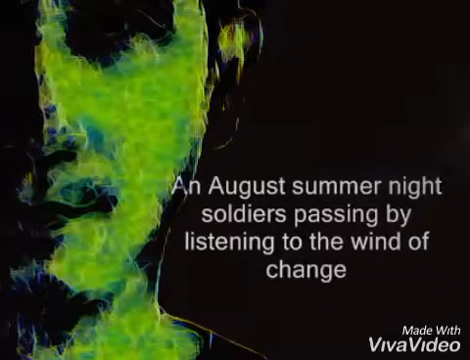 An August summer night
soldiers passing by
listening to the wind of
change
Made With
VivaVideo